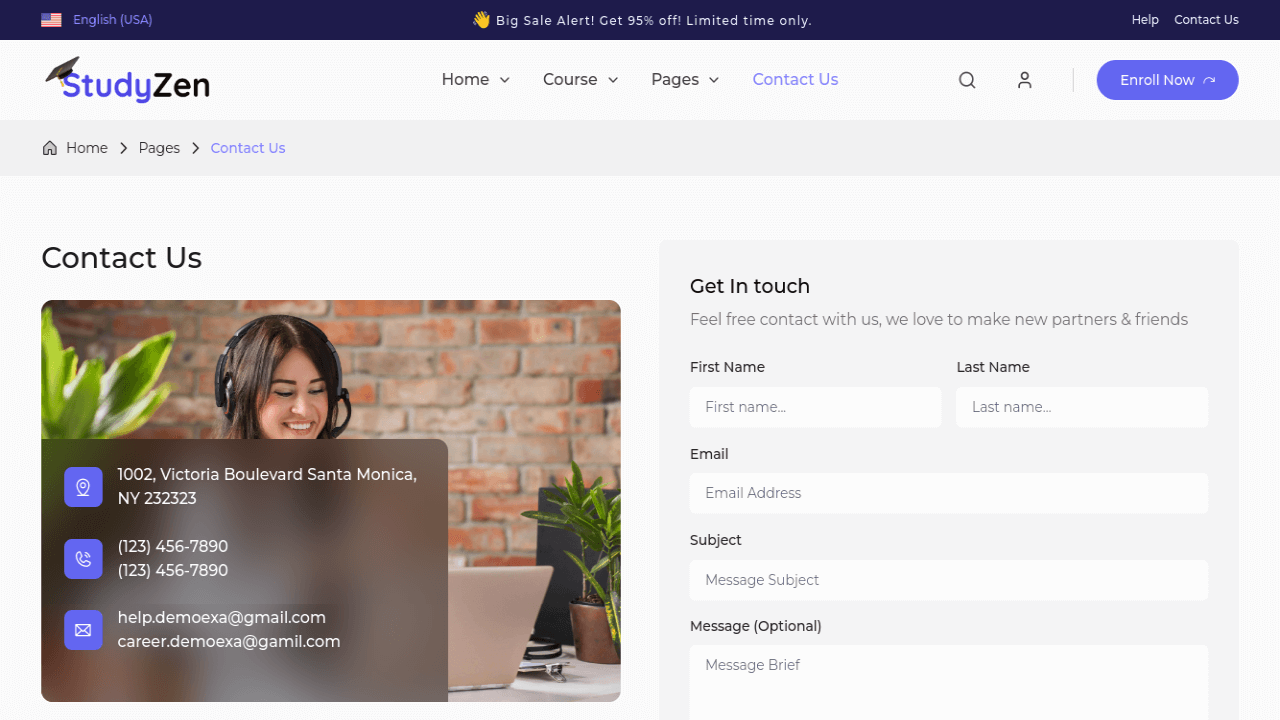 English (USA)
👋 Big Sale Alert! Get 95% off! Limited time only.
Help
Contact Us
StudyZen
Home
Course
Pages
Contact Us
Enroll Now
Home
Pages
Contact Us
Contact Us
1002, Victoria Boulevard Santa Monica,
NY 232323
(123) 456-7890
(123) 456-7890
help.demoexa@gmail.com
career.demoexa@gamil.com
Get In touch
Feel free contact with us, we love to make new partners & friends
First Name
Last Name
First name...
Last name...
Email
Email Address
Subject
Message Subject
Message (Optional)
Message Brief